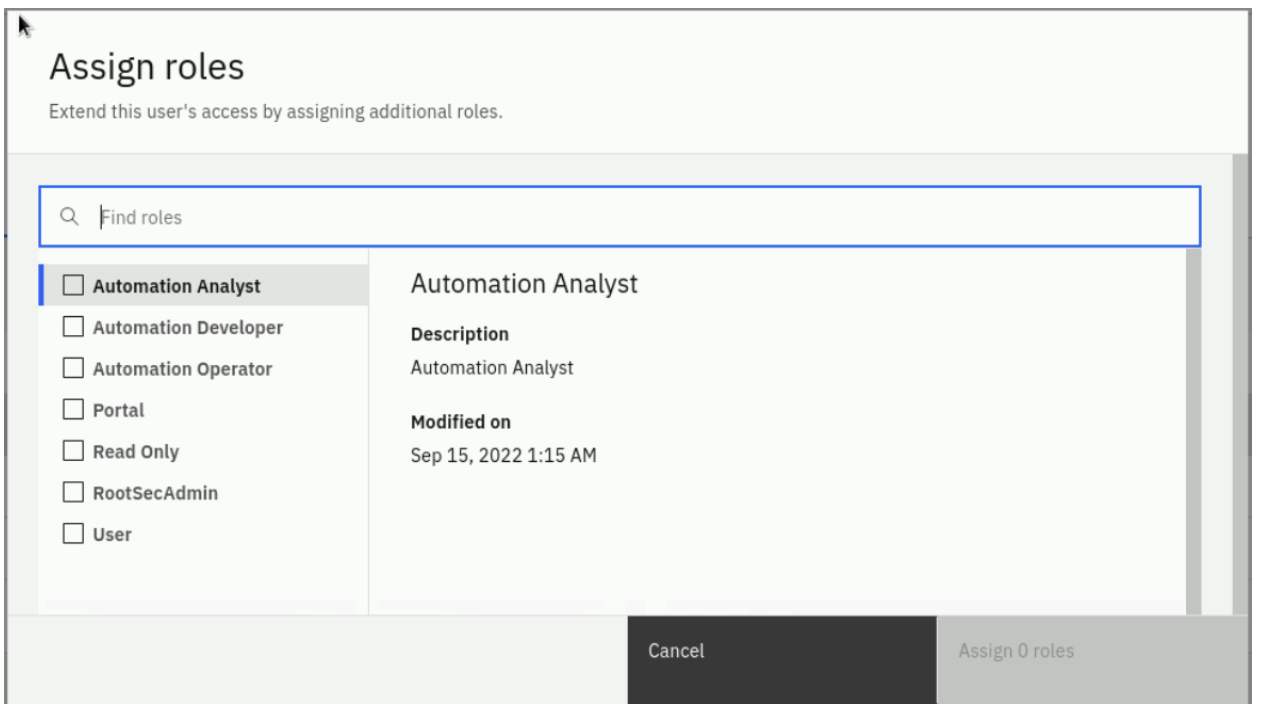 Assign roles
Extend this user's access by assigning additional roles.
Find roles
Automation Analyst
Automation Developer
Automation Operator
Portal
Read Only
RootSecAdmin
User
Automation Analyst
Description
Automation Analyst
Modified on
Sep 15, 2022 1:15 AM
Cancel
Assign 0 roles